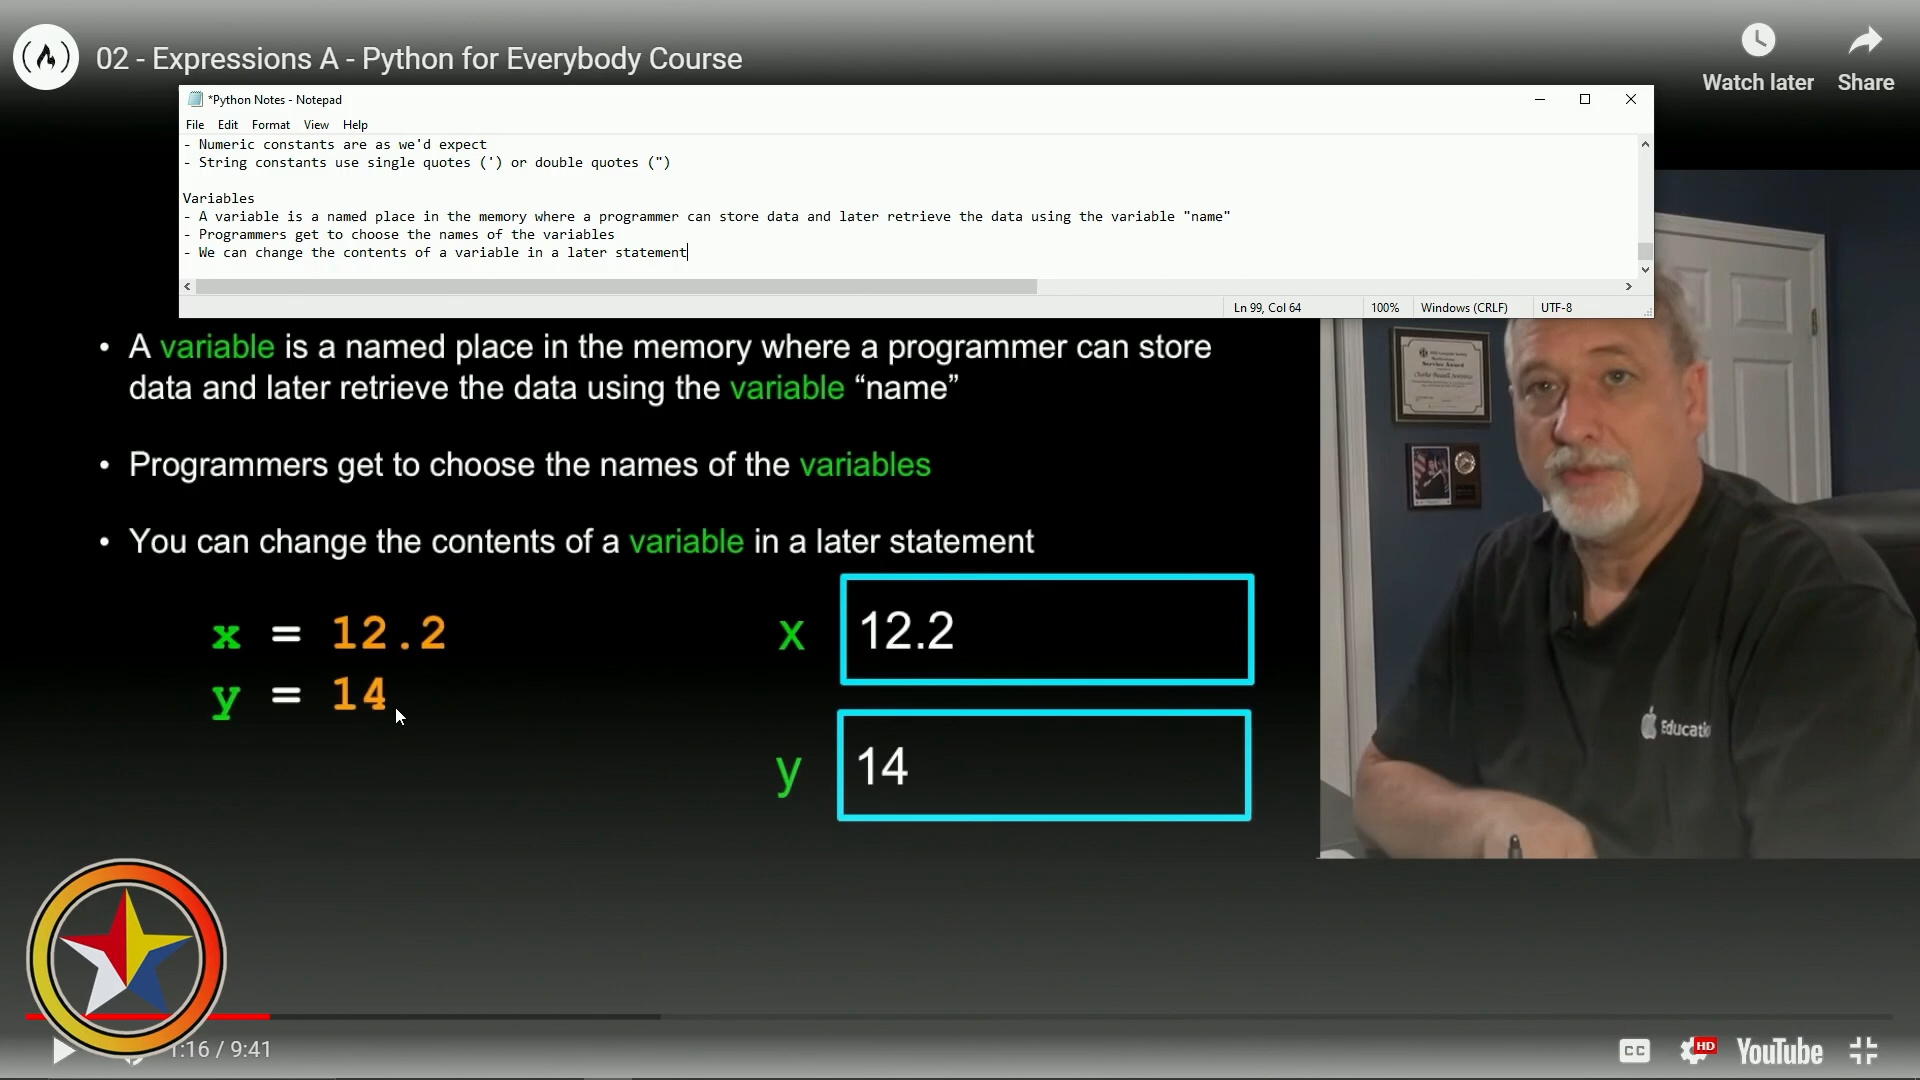 02 - Expressions A - Python for Everybody Course
Watch later
Share
*Python Notes - Notepad
File Edit Format View Help
- Numeric constants are as we'd expect
- String constants use single quotes (') or double quotes (")
Variables
- A variable is a named place in the memory where a programmer can store data and later retrieve the data using the variable "name"
- Programmers get to choose the names of the variables
- We can change the contents of a variable in a later statement
Ln 99, Col 64
100%
Windows (CRLF)
UTF-8
• A variable is a named place in the memory where a programmer can store
data and later retrieve the data using the variable “name”
• Programmers get to choose the names of the variables
• You can change the contents of a variable in a later statement
x = 12.2
y = 14
x 12.2
y 14
Educatio
1:16 / 9:41
CC
HD
YouTube